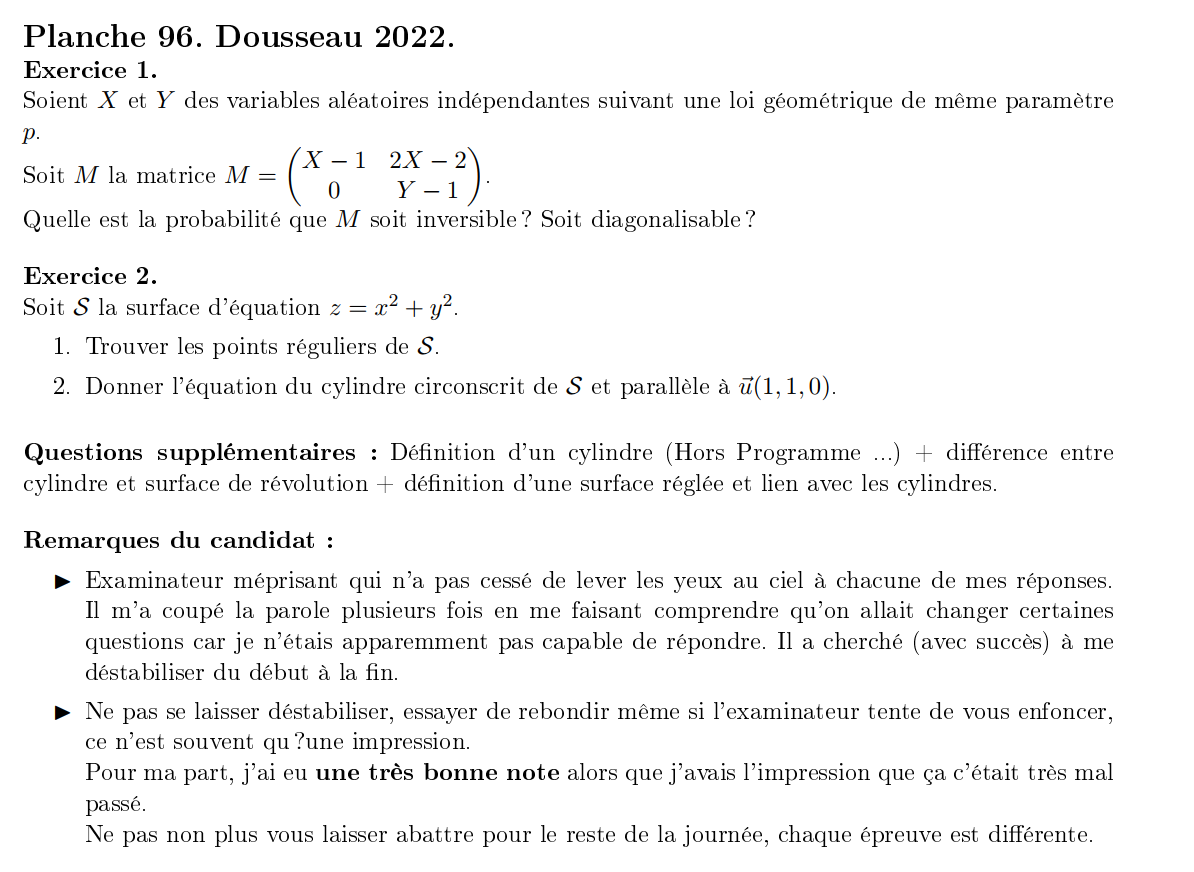 Planche 96. Dousseau 2022.
Exercice 1.
Soient X et Y des variables aléatoires indépendantes suivant une loi géométrique de même paramètre
p.
Soit M la matrice M = \begin{pmatrix} X − 1 & 2X − 2 \\ 0 & Y − 1 \end{pmatrix}.
Quelle est la probabilité que M soit inversible ? Soit diagonalisable ?
Exercice 2.
Soit 𝒮 la surface d'équation z = x² + y².
1. Trouver les points réguliers de 𝒮.
2. Donner l'équation du cylindre circonscrit de 𝒮 et parallèle à \vec{u}(1, 1, 0).
Questions supplémentaires : Définition d'un cylindre (Hors Programme ...) + différence entre
cylindre et surface de révolution + définition d'une surface réglée et lien avec les cylindres.
Remarques du candidat :
▶ Examinateur méprisant qui n'a pas cessé de lever les yeux au ciel à chacune de mes réponses.
Il m'a coupé la parole plusieurs fois en me faisant comprendre qu'on allait changer certaines
questions car je n'étais apparemment pas capable de répondre. Il a cherché (avec succès) à me
déstabiliser du début à la fin.
▶ Ne pas se laisser déstabiliser, essayer de rebondir même si l'examinateur tente de vous enfoncer,
ce n'est souvent qu ?une impression.
Pour ma part, j'ai eu une très bonne note alors que j'avais l'impression que ça c'était très mal
passé.
Ne pas non plus vous laisser abattre pour le reste de la journée, chaque épreuve est différente.